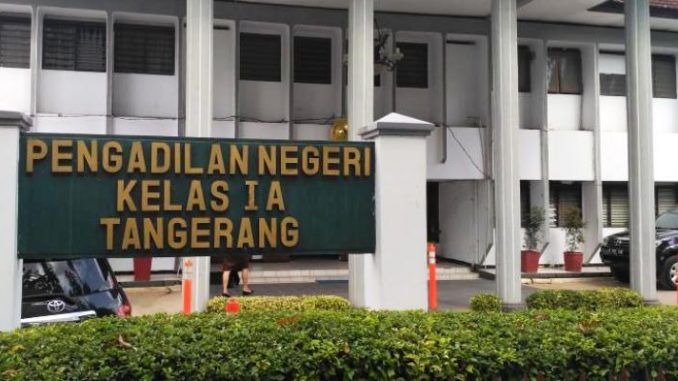 PENGADILAN NEGERI
KELAS IA
TANGERANG